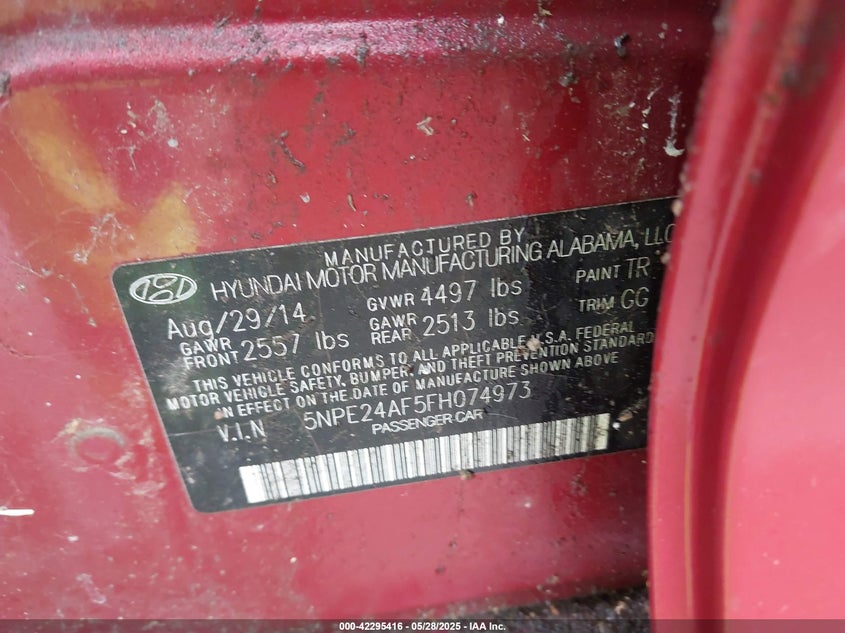 MANUFACTURED BY
HYUNDAI MOTOR MANUFACTURING ALABAMA, LLC
Aug/29/14 GVWR 4497 lbs PAINT TR
GAWR FRONT 2557 lbs GAWR REAR 2513 lbs TRIM GG
THIS VEHICLE CONFORMS TO ALL APPLICABLE U.S.A. FEDERAL
MOTOR VEHICLE SAFETY, BUMPER, AND THEFT PREVENTION STANDARD
IN EFFECT ON THE DATE OF MANUFACTURE SHOWN ABOVE
V.I.N 5NPE24AF5FH074973
PASSENGER CAR
000-42295416 - 05/28/2025 - IAA Inc.